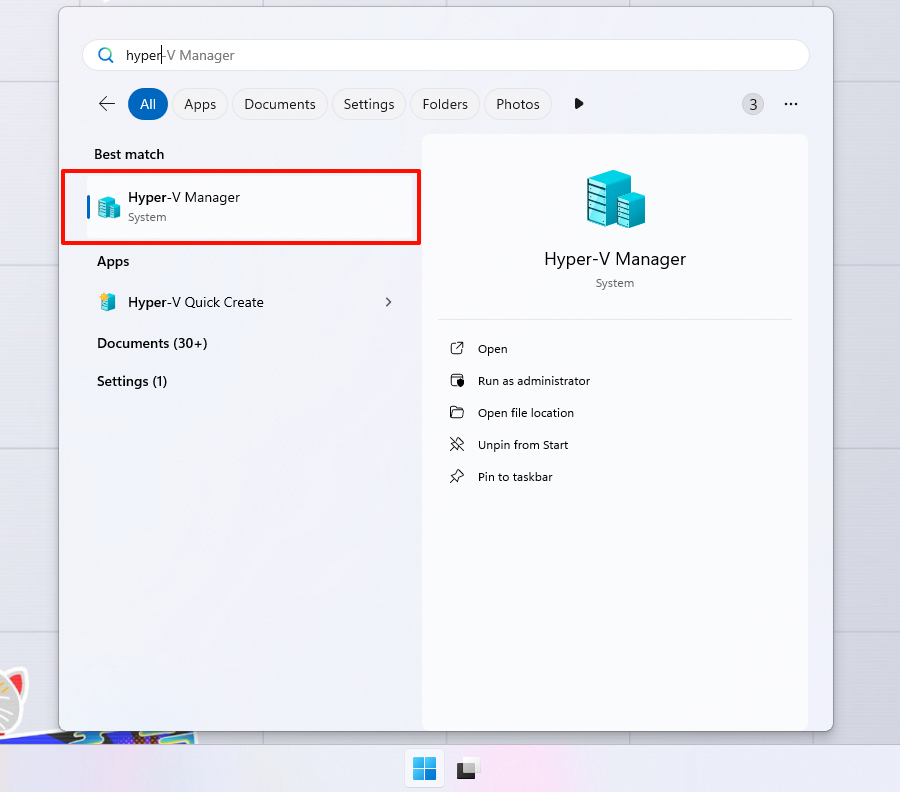 hyper-V Manager
All Apps Documents Settings Folders Photos 3
Best match
Hyper-V Manager
System
Apps
Hyper-V Quick Create
Documents (30+)
Settings (1)
Hyper-V Manager
System
Open
Run as administrator
Open file location
Unpin from Start
Pin to taskbar